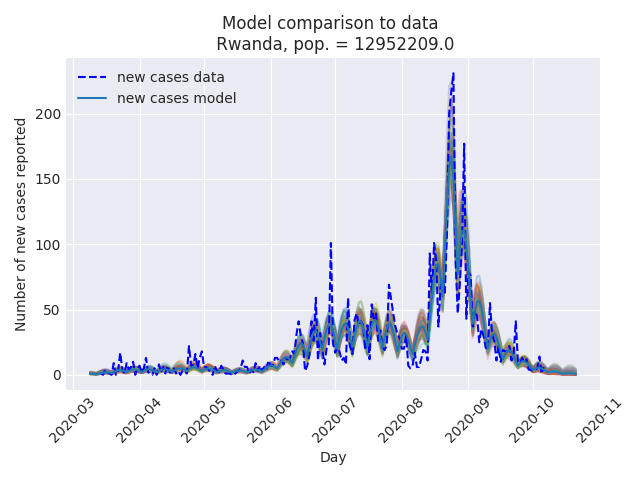 Model comparison to data
Rwanda, pop. = 12952209.0
new cases data
new cases model
Number of new cases reported
200
150
100
50
0
2020-03
2020-04
2020-05
2020-06
2020-07
2020-08
2020-09
2020-10
2020-11
Day